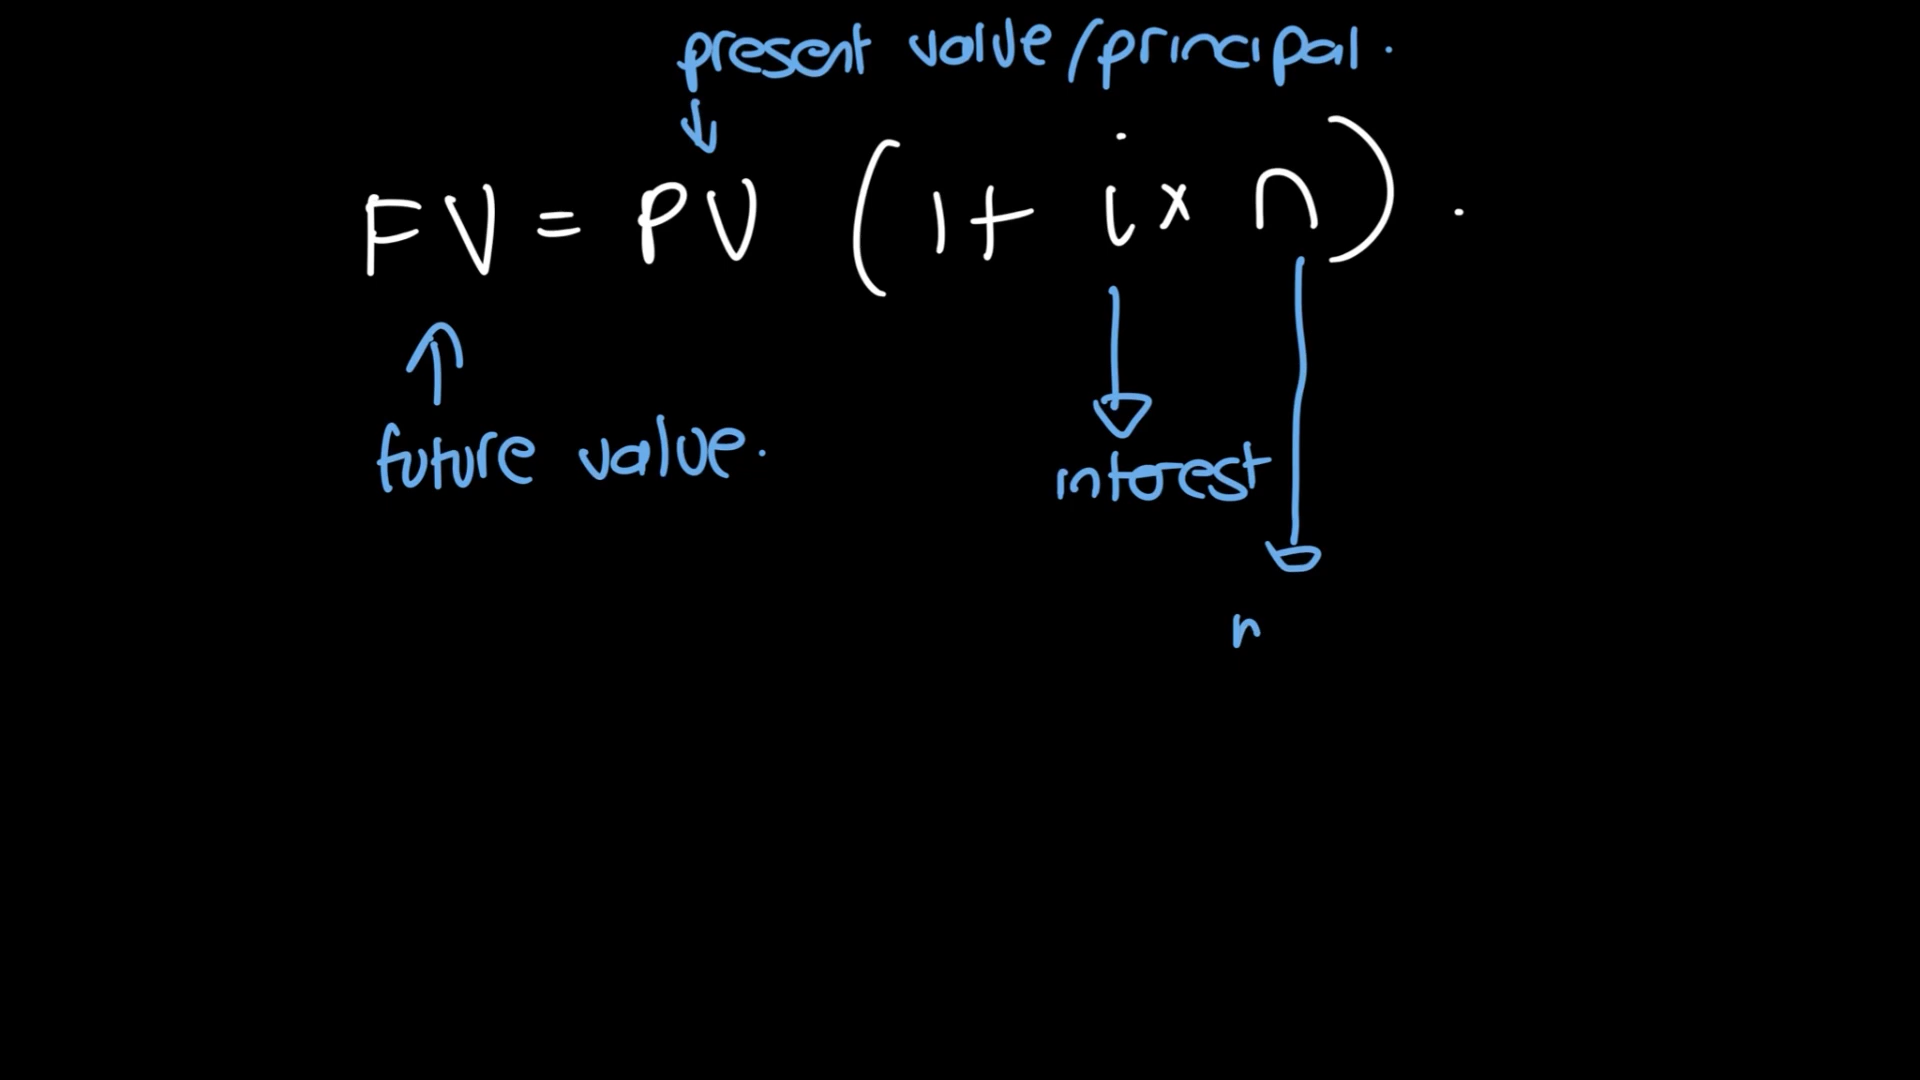 present value/principal.
FV = PV (1 + i x n).
future value.
interest
n